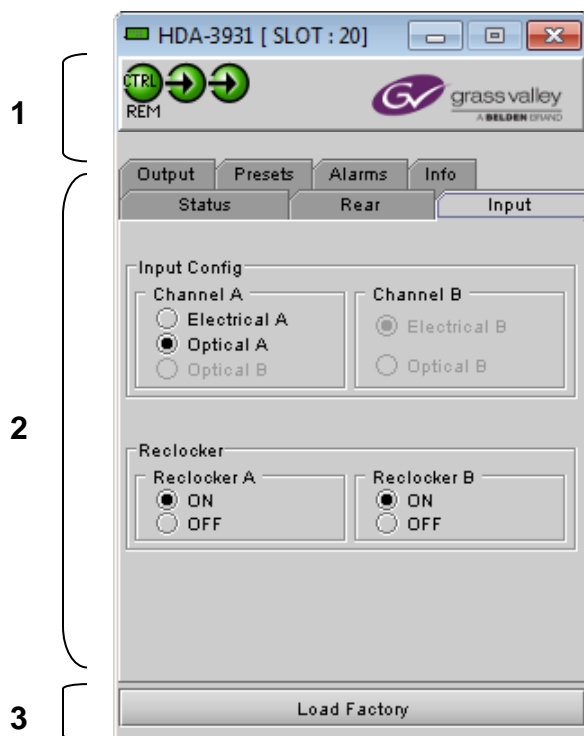 HDA-3931 [ SLOT : 20]
1
CTRL
REM
GV grass valley
A BELDEN BRAND
Output Presets Alarms Info
Status Rear Input
2
Input Config
Channel A Channel B
Electrical A Electrical B
Optical A
Optical B Optical B
Reclocker
Reclocker A Reclocker B
ON ON
OFF OFF
3
Load Factory